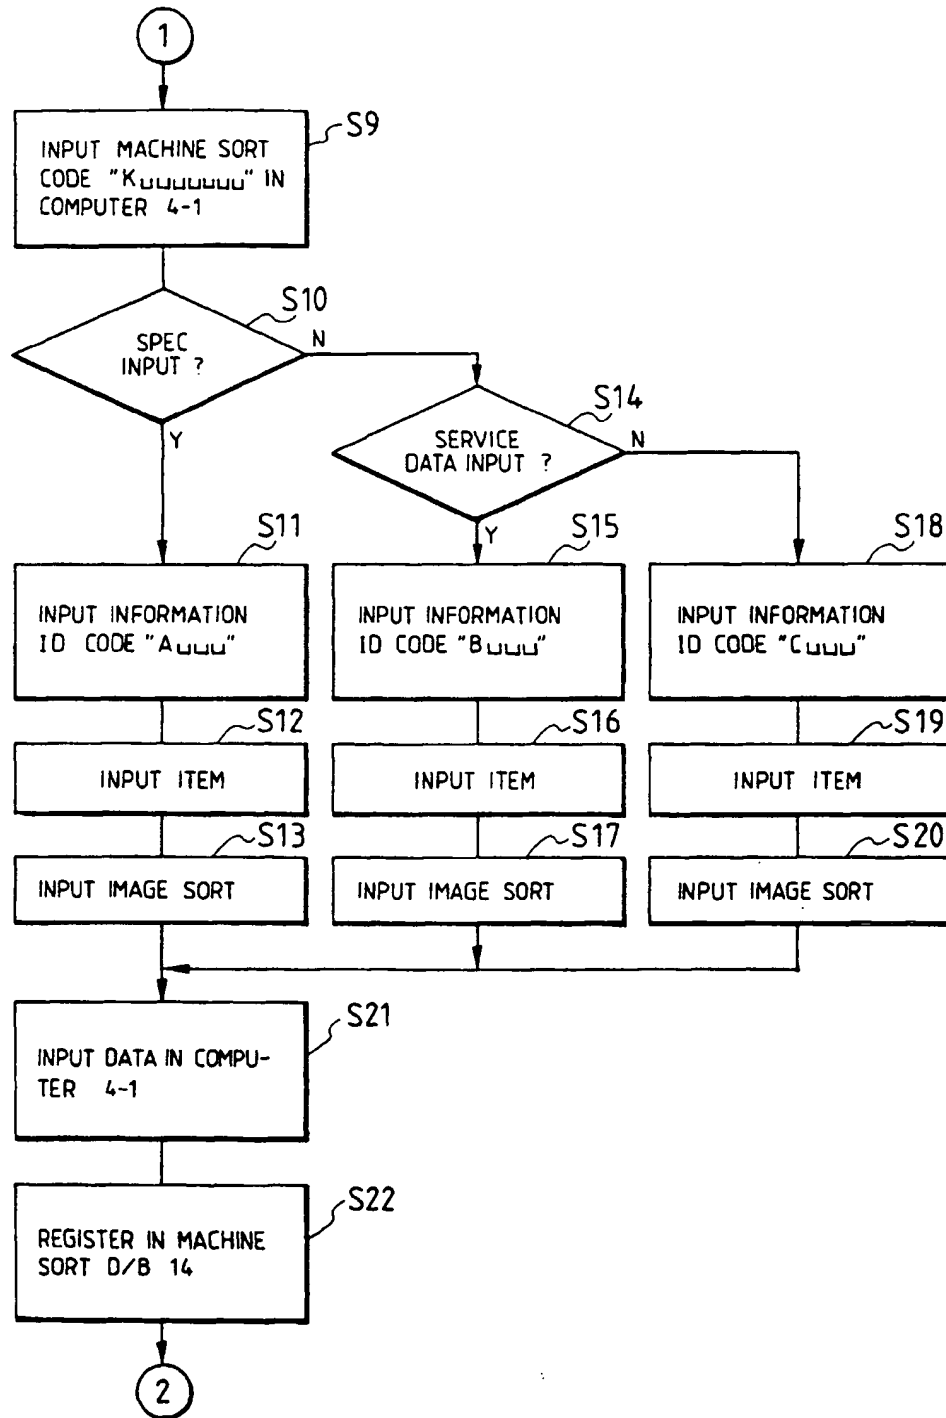 1
S9
INPUT MACHINE SORT
CODE "K␣␣␣␣␣␣␣" IN
COMPUTER 4-1
S10
SPEC
INPUT ?
N
Y
S14
SERVICE
DATA INPUT ?
N
Y
S11
INPUT INFORMATION
ID CODE "A␣␣␣"
S15
INPUT INFORMATION
ID CODE "B␣␣␣"
S18
INPUT INFORMATION
ID CODE "C␣␣␣"
S12
INPUT ITEM
S16
INPUT ITEM
S19
INPUT ITEM
S13
INPUT IMAGE SORT
S17
INPUT IMAGE SORT
S20
INPUT IMAGE SORT
S21
INPUT DATA IN COMPU-
TER 4-1
S22
REGISTER IN MACHINE
SORT D/B 14
2